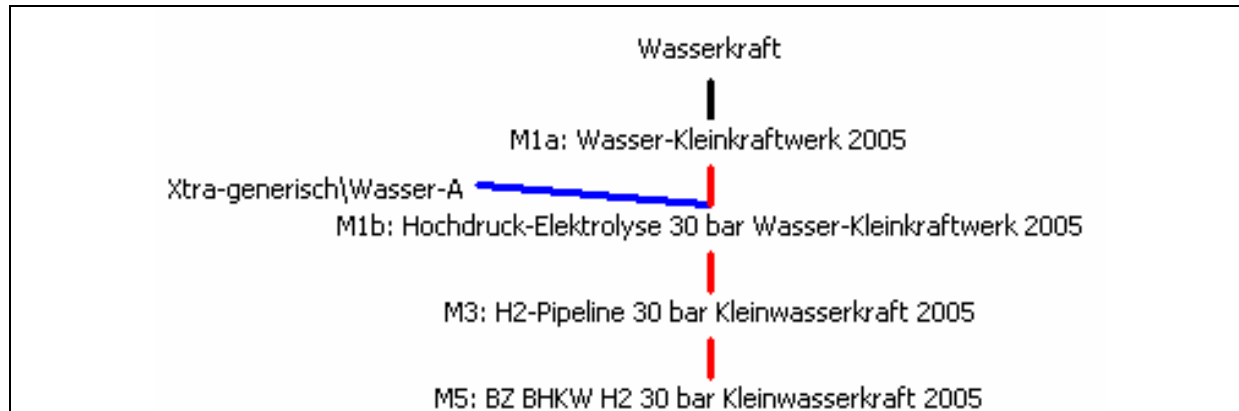 Wasserkraft
M1a: Wasser-Kleinkraftwerk 2005
Xtra-generisch\Wasser-A
M1b: Hochdruck-Elektrolyse 30 bar Wasser-Kleinkraftwerk 2005
M3: H2-Pipeline 30 bar Kleinwasserkraft 2005
M5: BZ BHKW H2 30 bar Kleinwasserkraft 2005